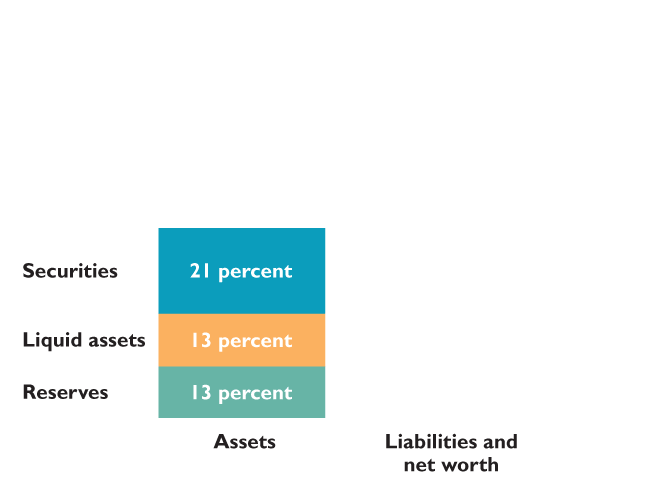 Securities 21 percent
Liquid assets 13 percent
Reserves 13 percent
Assets
Liabilities and
net worth